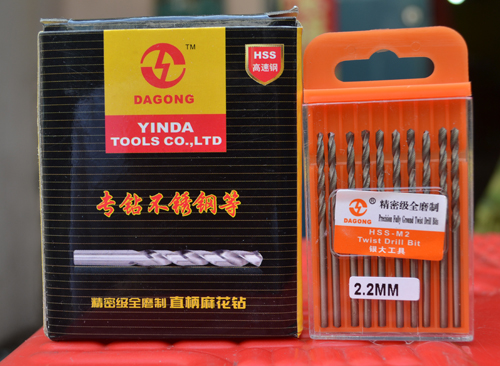 TM
DAGONG
HSS
高速钢
YINDA
TOOLS CO.,LTD
专钻不锈钢等
精密级全磨制 直柄麻花钻
DAGONG
®
精密级全磨制
Precision Fully Ground Twist Drill Bits
HSS-M2
Twist Drill Bit
硍大工具
2.2MM